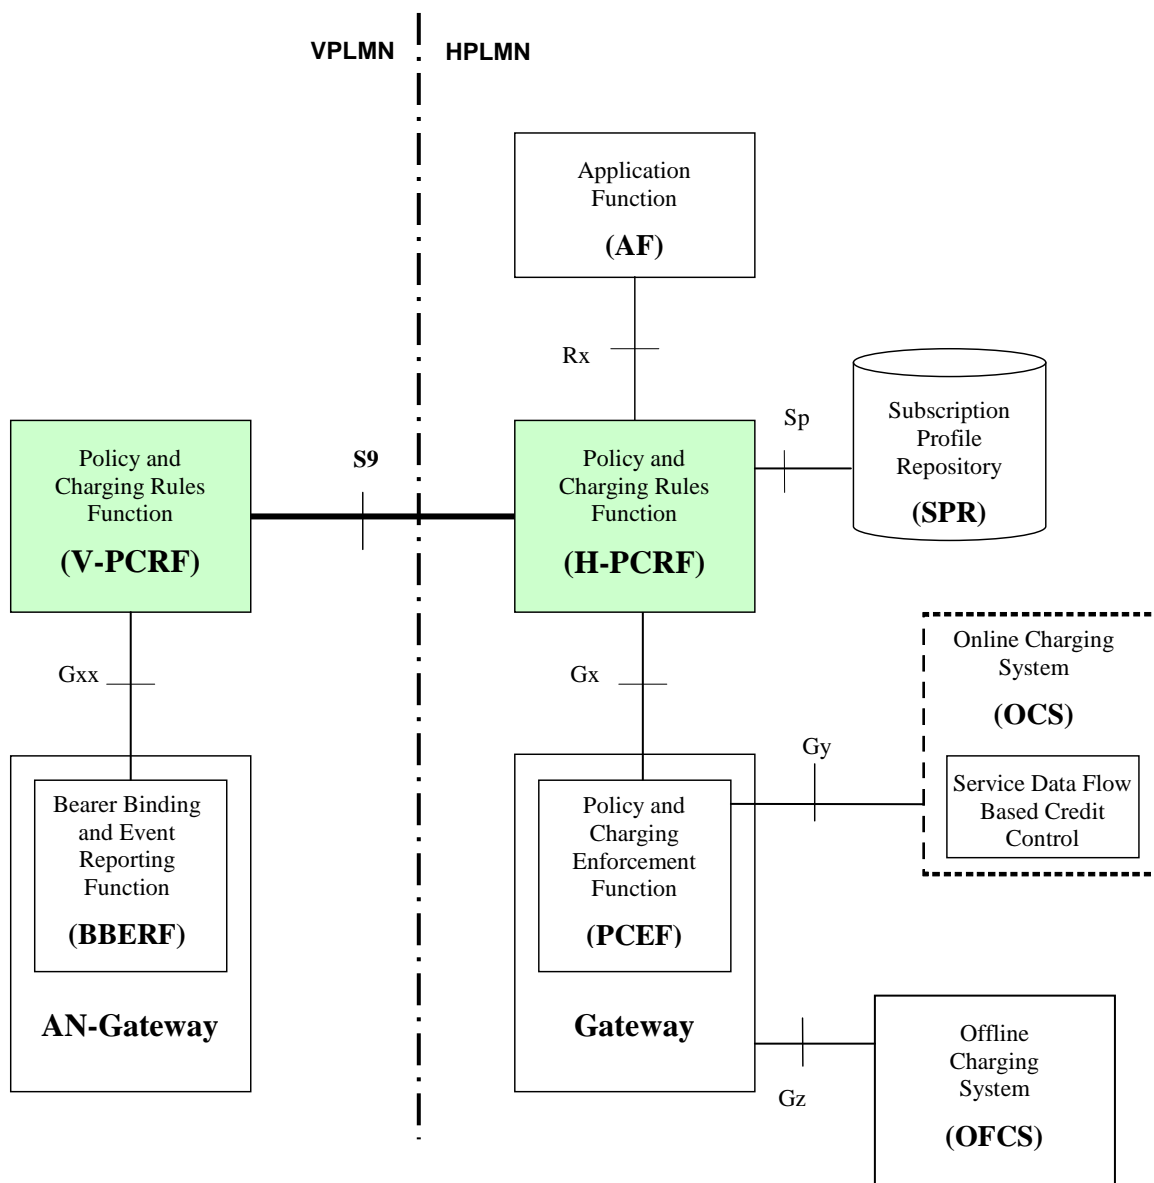 VPLMN
HPLMN
Application
Function
(AF)
Rx
Subscription
Profile
Repository
(SPR)
Sp
Policy and
Charging Rules
Function
(V-PCRF)
S9
Policy and
Charging Rules
Function
(H-PCRF)
Gxx
Gx
Online Charging
System
(OCS)
Gy
Service Data Flow
Based Credit
Control
Bearer Binding
and Event
Reporting
Function
(BBERF)
AN-Gateway
Policy and
Charging
Enforcement
Function
(PCEF)
Gateway
Gz
Offline
Charging
System
(OFCS)